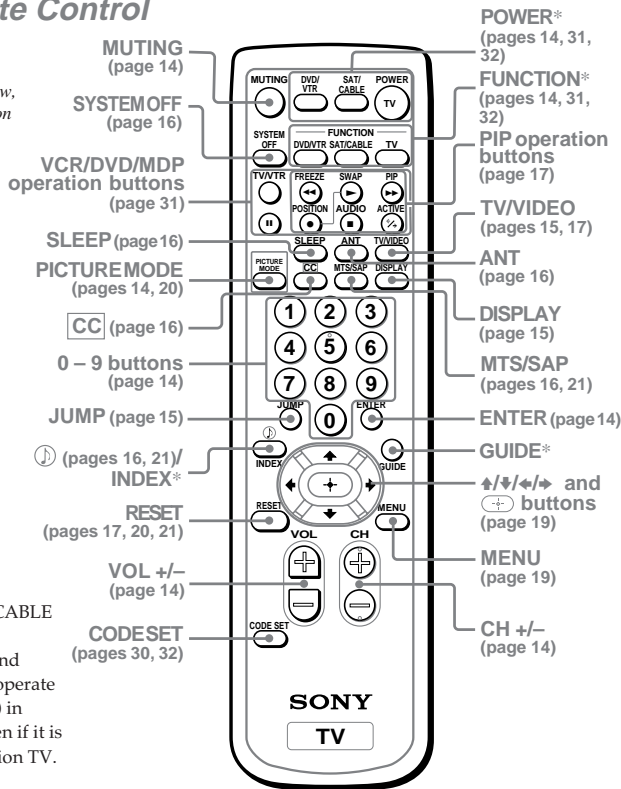 te Control
MUTING
(page 14)
SYSTEM OFF
(page 16)
VCR/DVD/MDP
operation buttons
(page 31)
SLEEP (page 16)
PICTURE MODE
(pages 14, 20)
CC (page 16)
0 – 9 buttons
(page 14)
JUMP (page 15)
♪ (pages 16, 21)/
INDEX*
RESET
(pages 17, 20, 21)
VOL +/–
(page 14)
CODE SET
(pages 30, 32)
w,
on
CABLE
nd
operate
) in
en if it is
ion TV.
MUTING
DVD/
VTR
SAT/
CABLE
POWER
TV
SYSTEM
OFF
FUNCTION
DVD/VTR SAT/CABLE TV
TV/VTR FREEZE SWAP PIP
POSITION AUDIO ACTIVE
SLEEP ANT TV/VIDEO
PICTURE
MODE
CC MTS/SAP DISPLAY
1 2 3
4 5 6
7 8 9
JUMP 0 ENTER
♪
INDEX GUIDE
RESET MENU
VOL CH
+ +
– –
CODE SET
SONY
TV
POWER*
(pages 14, 31,
32)
FUNCTION*
(pages 14, 31,
32)
PIP operation
buttons
(page 17)
TV/VIDEO
(pages 15, 17)
ANT
(page 16)
DISPLAY
(page 15)
MTS/SAP
(pages 16, 21)
ENTER (page 14)
GUIDE*
↑/↓/←/→ and
buttons
(page 19)
MENU
(page 19)
CH +/–
(page 14)